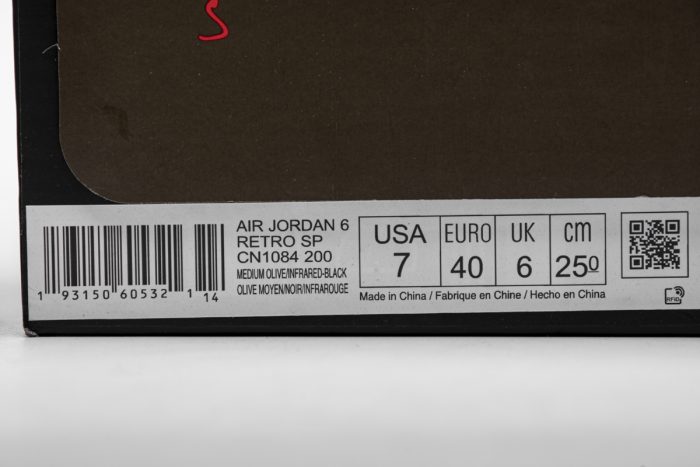 S
AIR JORDAN 6
RETRO SP
CN1084 200
MEDIUM OLIVE/INFRARED-BLACK
OLIVE MOYEN/NOIR/INFRAROUGE
1 93150 60532 1 14
USA EURO UK cm
7 40 6 25.0
Made in China / Fabrique en Chine / Hecho en China
RFID